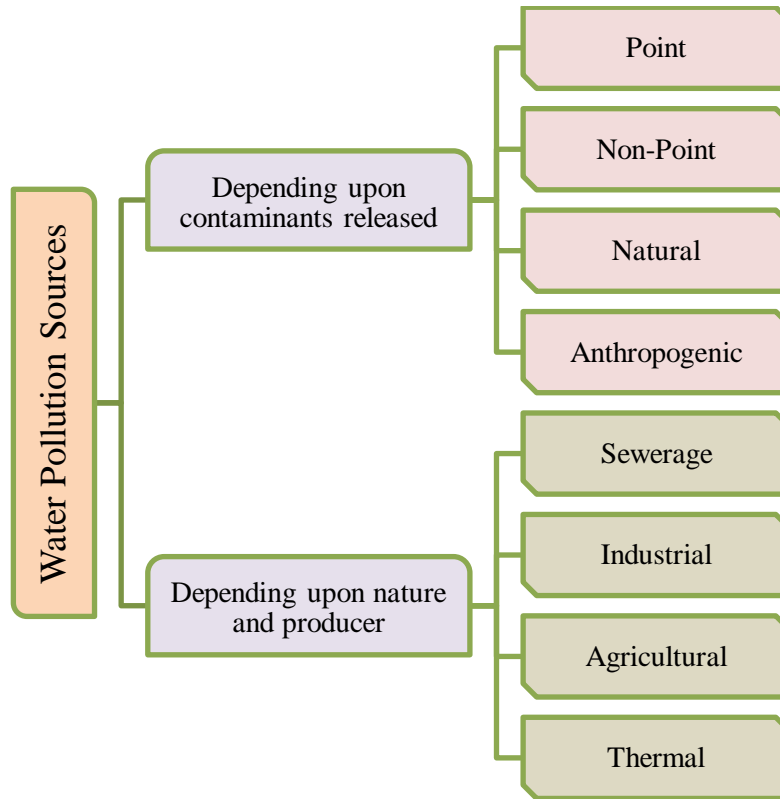 Water Pollution Sources
Depending upon
contaminants released
Point
Non-Point
Natural
Anthropogenic
Depending upon nature
and producer
Sewerage
Industrial
Agricultural
Thermal